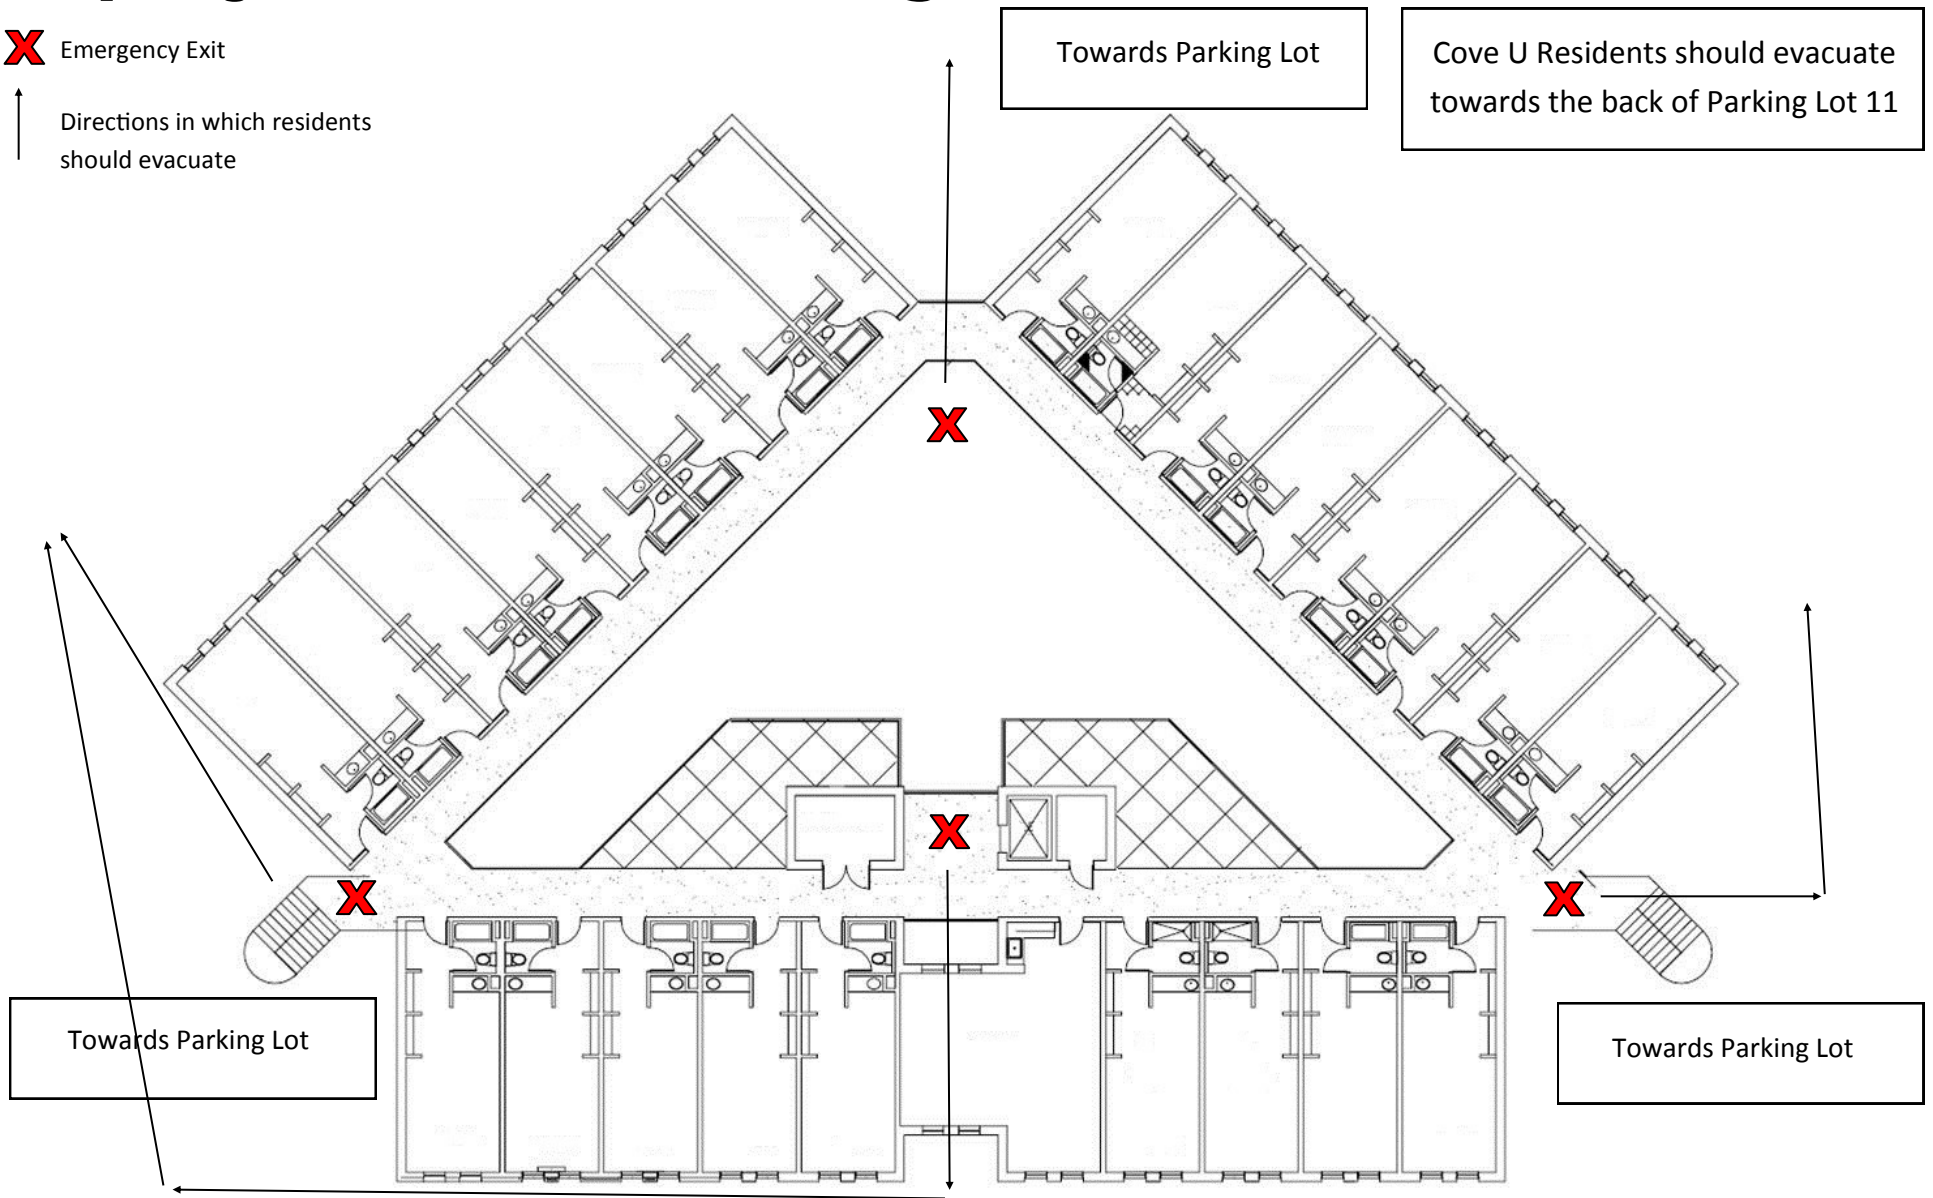 Emergency Exit
Directions in which residents
should evacuate
Towards Parking Lot
Cove U Residents should evacuate
towards the back of Parking Lot 11
Towards Parking Lot
Towards Parking Lot